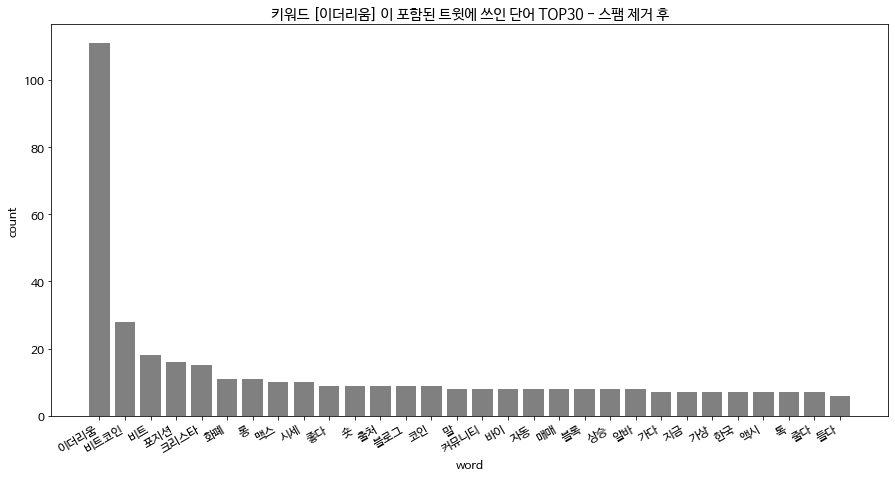 키워드 [이더리움] 이 포함된 트윗에 쓰인 단어 TOP30 - 스팸 제거 후
count
100
80
60
40
20
0
이더리움
비트코인
비트
포지션
크리스타
화폐
롱
맥스
시세
좋다
숏
출처
블로그
코인
말
커뮤니티
바이
자동
매매
블록
상승
알바
가다
지금
가상
한국
액시
톡
줄다
들다
word